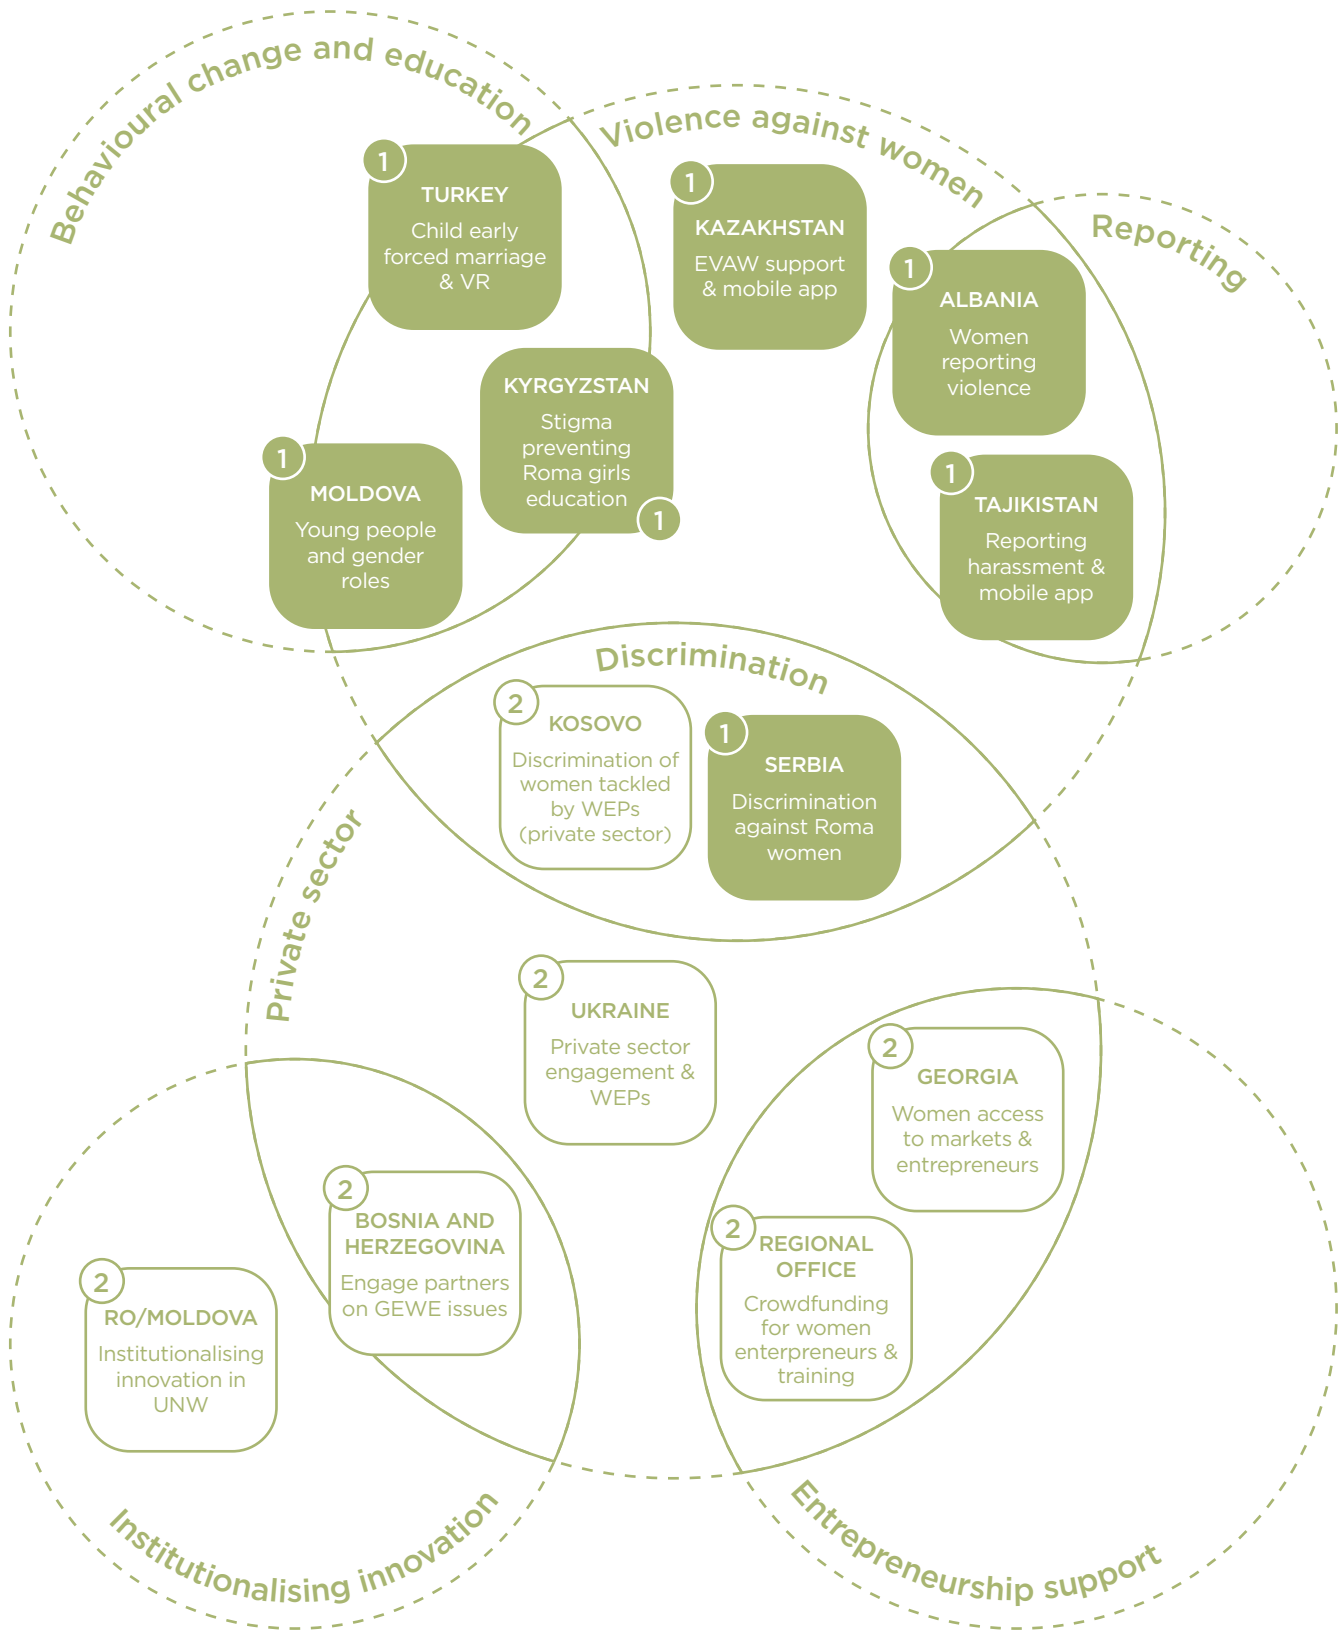 Behavioural change and education
Violence against women
Reporting
1
TURKEY
Child early
forced marriage
& VR
1
KAZAKHSTAN
EVAW support
& mobile app
1
ALBANIA
Women
reporting
violence
KYRGYZSTAN
Stigma
preventing
Roma girls
education
1
1
MOLDOVA
Young people
and gender
roles
1
TAJIKISTAN
Reporting
harassment &
mobile app
Discrimination
2
KOSOVO
Discrimination of
women tackled
by WEPs
(private sector)
1
SERBIA
Discrimination
against Roma
women
Private sector
2
UKRAINE
Private sector
engagement &
WEPs
2
GEORGIA
Women access
to markets &
entrepreneurs
2
BOSNIA AND
HERZEGOVINA
Engage partners
on GEWE issues
2
REGIONAL
OFFICE
Crowdfunding
for women
enterpreneurs &
training
2
RO/MOLDOVA
Institutionalising
innovation in
UNW
Institutionalising innovation
Entrepreneurship support